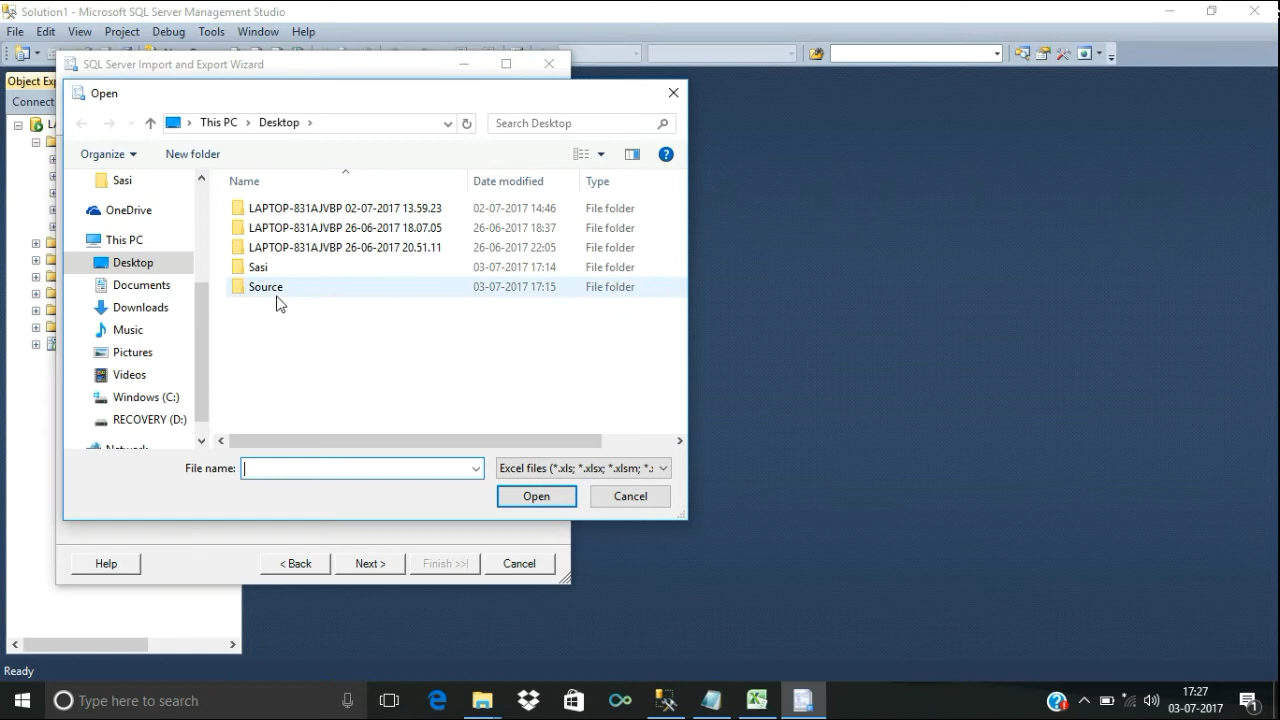 Solution1 - Microsoft SQL Server Management Studio
File Edit View Project Debug Tools Window Help
SQL Server Import and Export Wizard
Object Exp
Connect
Open
This PC > Desktop >
Search Desktop
Organize
New folder
Name
Date modified
Type
Sasi
OneDrive
This PC
Desktop
Documents
Downloads
Music
Pictures
Videos
Windows (C:)
RECOVERY (D:)
Network
LAPTOP-831AJVBP 02-07-2017 13.59.23 02-07-2017 14:46 File folder
LAPTOP-831AJVBP 26-06-2017 18.07.05 26-06-2017 18:37 File folder
LAPTOP-831AJVBP 26-06-2017 20.51.11 26-06-2017 22:05 File folder
Sasi 03-07-2017 17:14 File folder
Source 03-07-2017 17:15 File folder
File name:
Excel files (*.xls; *.xlsx; *.xlsm; *.x
Open
Cancel
Help
< Back
Next >
Finish >>|
Cancel
Ready
Type here to search
17:27
03-07-2017